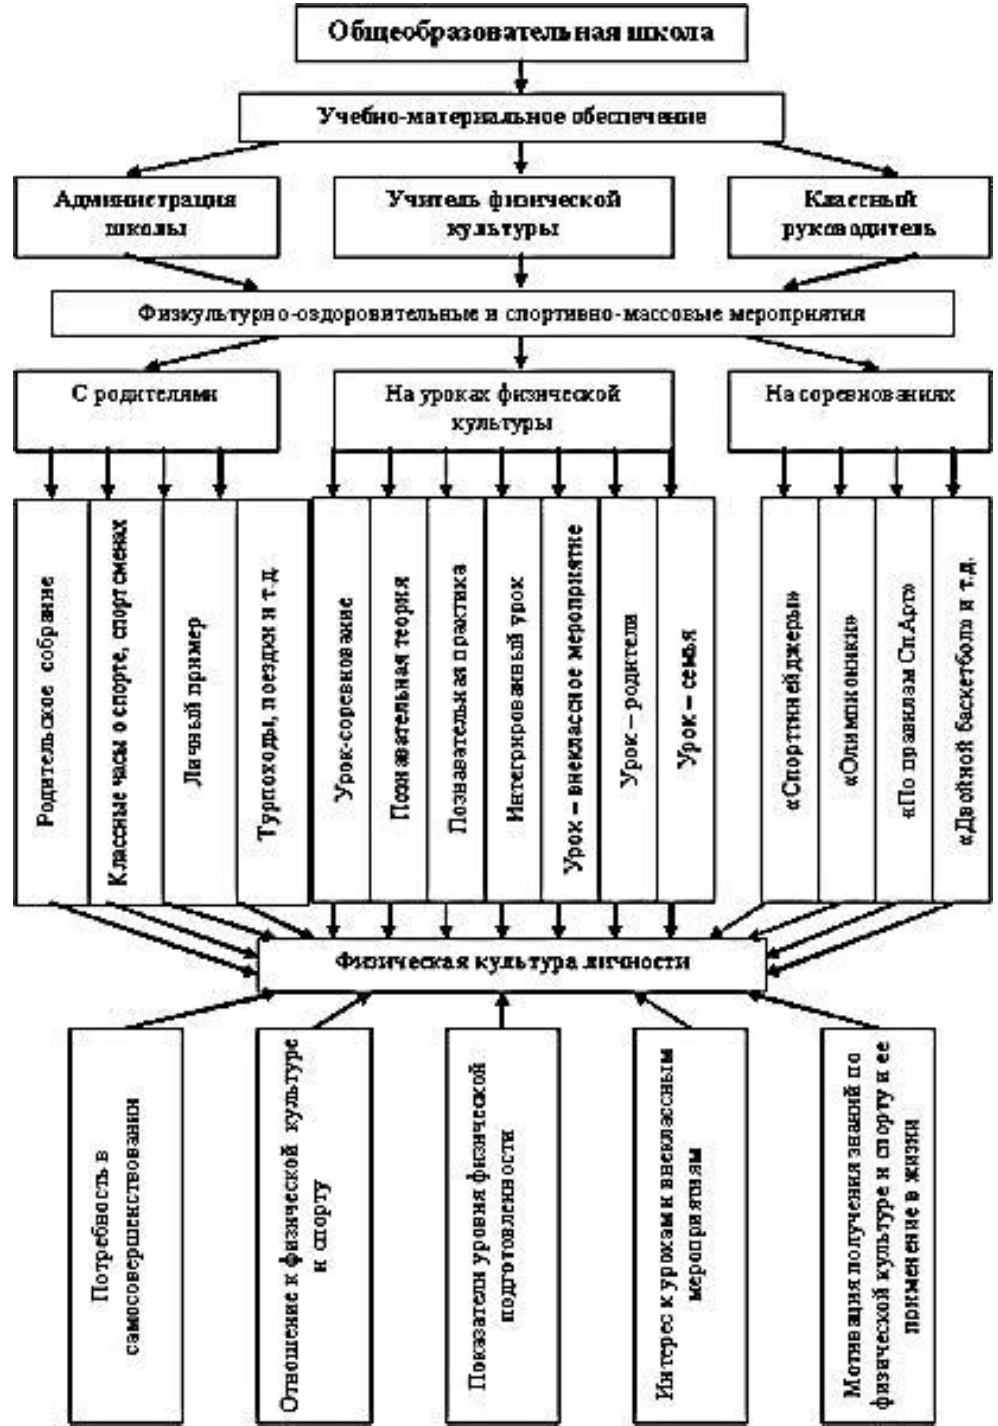 Общеобразовательная школа
Учебно-материальное обеспечение
Администрация
школы
Учитель физической
культуры
Классный
руководитель
Физкультурно-оздоровительные и спортивно-массовые мероприятия
С родителями
На уроках физической
культуры
На соревнованиях
Родительское собрание
Классные часы о спорте, спортсменах
Личный пример
Турпоходы, поездки и т.д.
Урок-соревнование
Познавательная теория
Познавательная практика
Интегрированный урок
Урок – внеклассное мероприятие
Урок – родители
Урок – семья
«Спорттинейджеры»
«Олимпионик»
«По правилам СпАрт»
«Двойной баскетбол» и т.д.
Физическая культура личности
Потребность в
самосовершенствовании
Отношение к физической культуре
и спорту
Показатели уровня физической
подготовленности
Интерес к урокам и внеклассным
мероприятиям
Мотивация получения знаний по
физической культуре и спорту и ее
применение в жизни